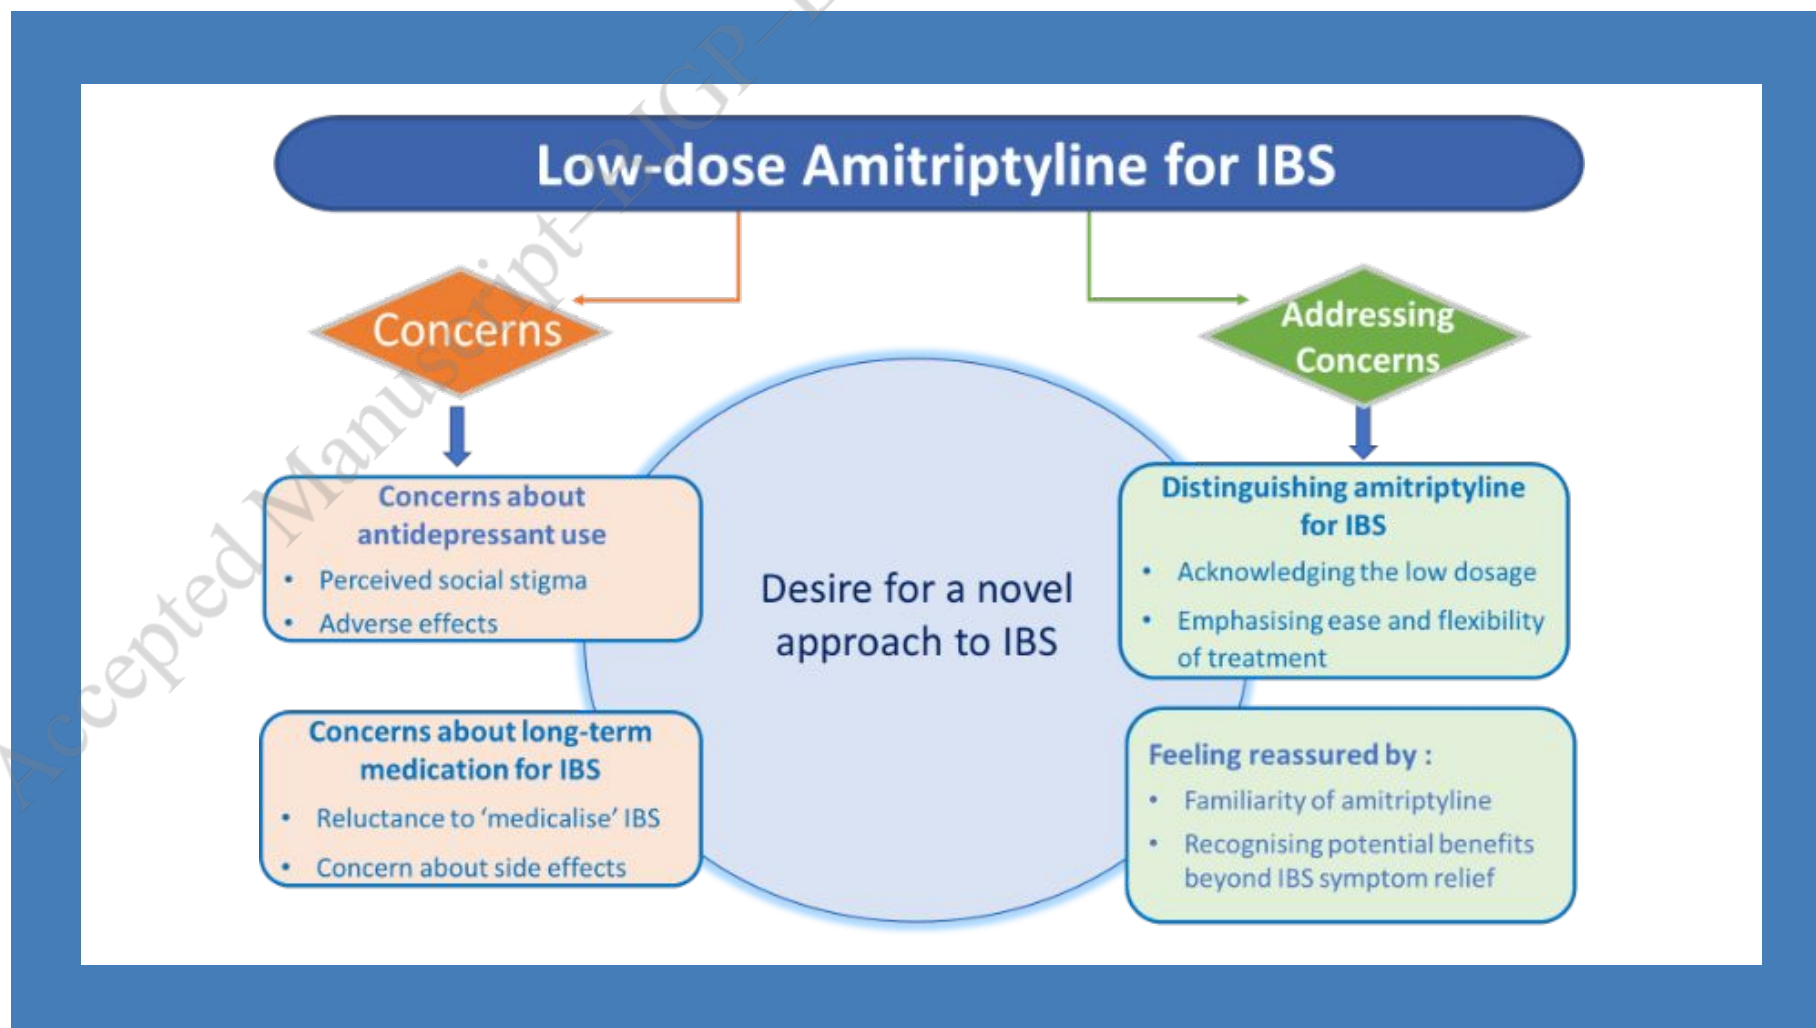 Low-dose Amitriptyline for IBS
Concerns
Concerns about
antidepressant use
• Perceived social stigma
• Adverse effects
Concerns about long-term
medication for IBS
• Reluctance to ‘medicalise’ IBS
• Concern about side effects
Desire for a novel
approach to IBS
Addressing
Concerns
Distinguishing amitriptyline
for IBS
• Acknowledging the low dosage
• Emphasising ease and flexibility
of treatment
Feeling reassured by :
• Familiarity of amitriptyline
• Recognising potential benefits
beyond IBS symptom relief
Accepted Manuscript–BJGP–